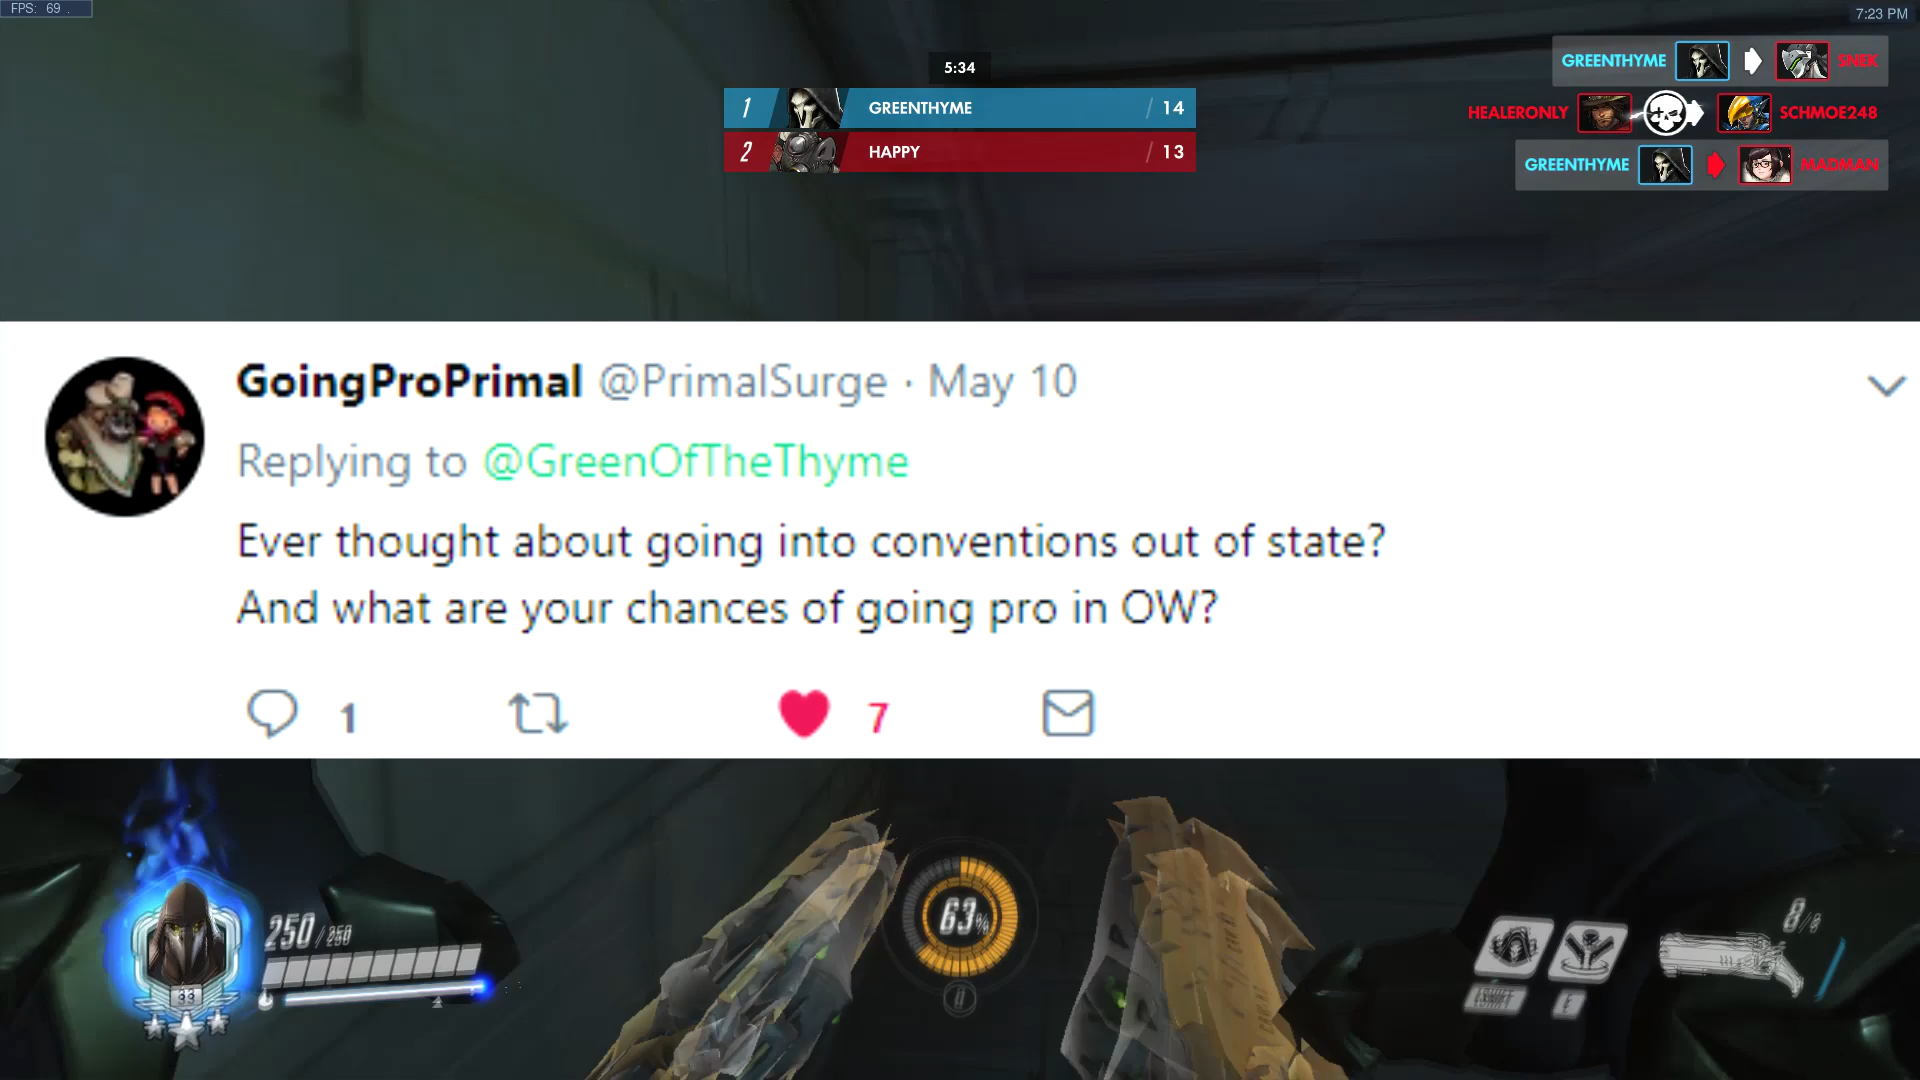 FPS: 69
7:23 PM
5:34
1 GREENTHYME / 14
2 HAPPY / 13
GREENTHYME SNEK
HEALERONLY SCHMOE248
GREENTHYME MADMAN
GoingProPrimal @PrimalSurge · May 10
Replying to @GreenOfTheThyme
Ever thought about going into conventions out of state?
And what are your chances of going pro in OW?
1 7
33
250/250
63%
E
8/8